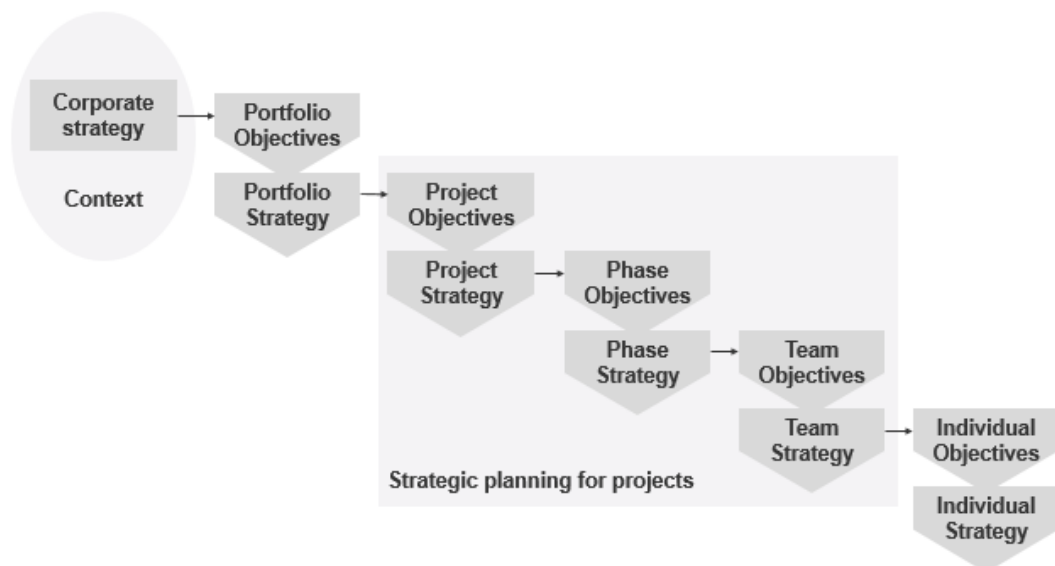 Corporate
strategy
Context
Portfolio
Objectives
Portfolio
Strategy
Project
Objectives
Project
Strategy
Phase
Objectives
Phase
Strategy
Team
Objectives
Team
Strategy
Strategic planning for projects
Individual
Objectives
Individual
Strategy